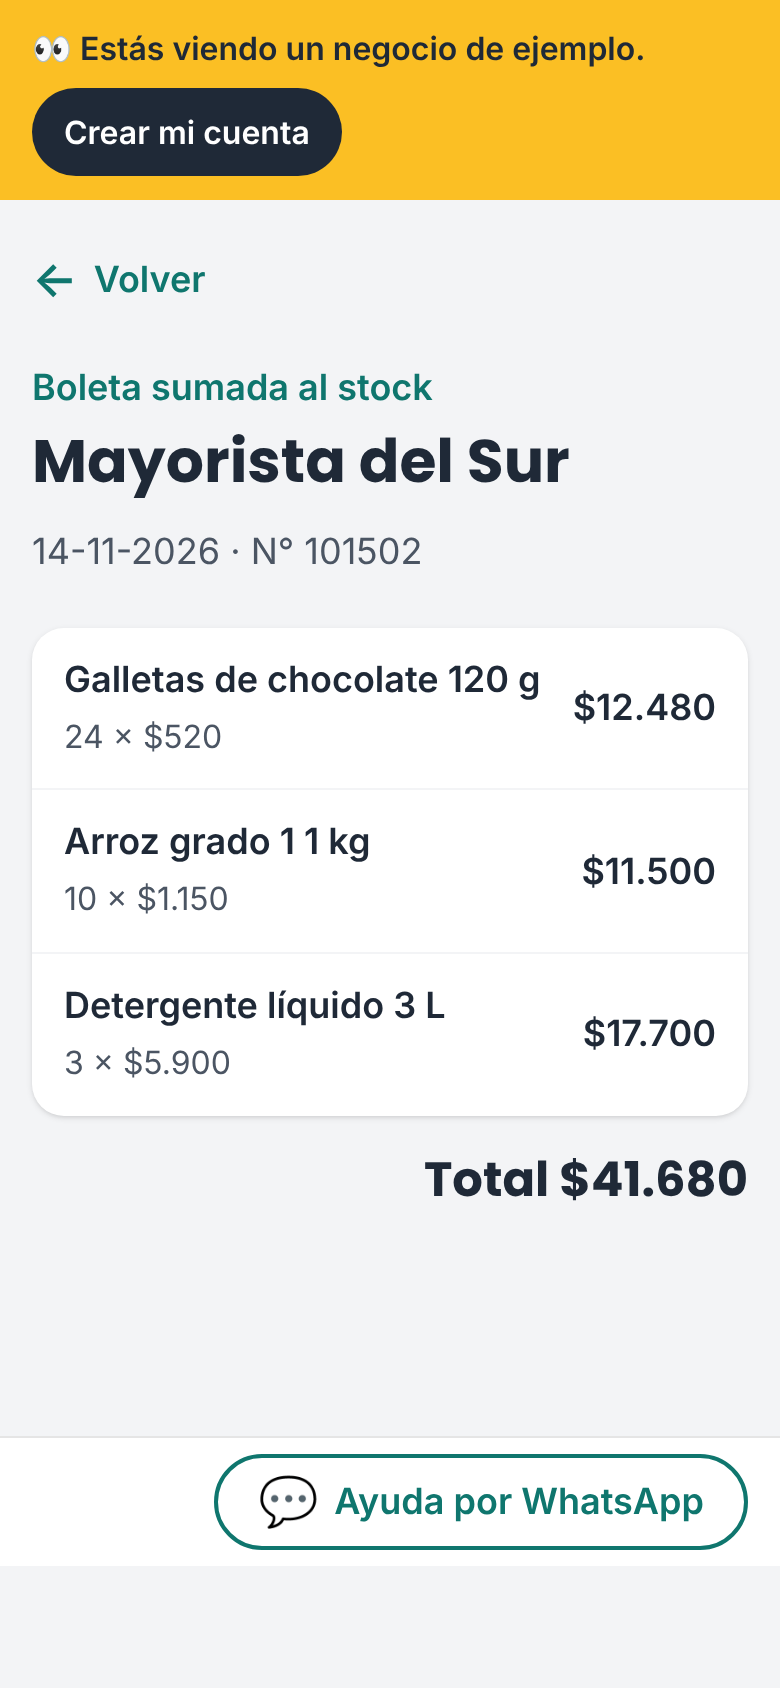 👀 Estás viendo un negocio de ejemplo.
Crear mi cuenta
← Volver
Boleta sumada al stock
Mayorista del Sur
14-11-2026 · N° 101502
Galletas de chocolate 120 g
$12.480
24 × $520
Arroz grado 1 1 kg
$11.500
10 × $1.150
Detergente líquido 3 L
$17.700
3 × $5.900
Total $41.680
💬 Ayuda por WhatsApp